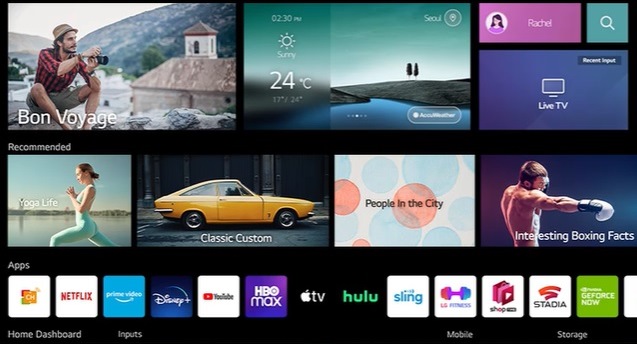 Bon Voyage
02:30 PM
Seoul
Sunny
24 °C
17°/ 24°
AccuWeather
Rachel
Recent Input
Live TV
Recommended
Yoga Life
Classic Custom
People In the City
Interesting Boxing Facts
Apps
CH
NETFLIX
prime video
Disney+
YouTube
HBO
max
tv
hulu
sling
LG FITNESS
shop
STADIA
NVIDIA
GEFORCE
NOW
Home Dashboard
Inputs
Mobile
Storage